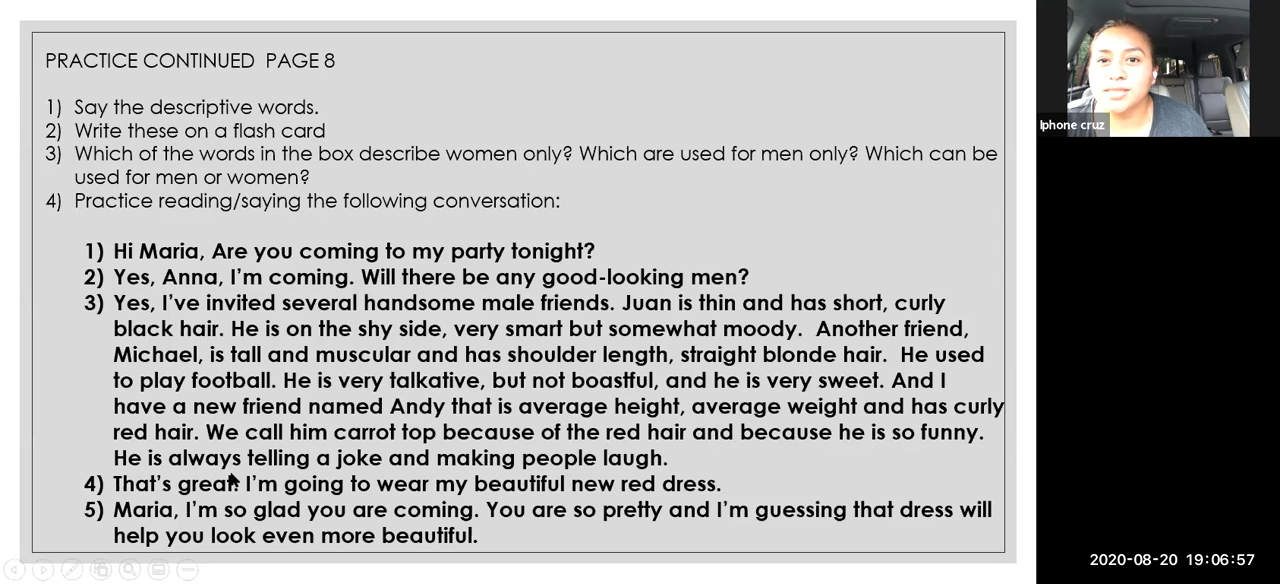 PRACTICE CONTINUED  PAGE 8
1) Say the descriptive words.
2) Write these on a flash card
3) Which of the words in the box describe women only? Which are used for men only? Which can be
used for men or women?
4) Practice reading/saying the following conversation:
1) Hi Maria, Are you coming to my party tonight?
2) Yes, Anna, I'm coming. Will there be any good-looking men?
3) Yes, I've invited several handsome male friends. Juan is thin and has short, curly
black hair. He is on the shy side, very smart but somewhat moody.  Another friend,
Michael, is tall and muscular and has shoulder length, straight blonde hair.  He used
to play football. He is very talkative, but not boastful, and he is very sweet. And I
have a new friend named Andy that is average height, average weight and has curly
red hair. We call him carrot top because of the red hair and because he is so funny.
He is always telling a joke and making people laugh.
4) That's great! I'm going to wear my beautiful new red dress.
5) Maria, I'm so glad you are coming. You are so pretty and I'm guessing that dress will
help you look even more beautiful.
Iphone cruz
2020-08-20 19:06:57